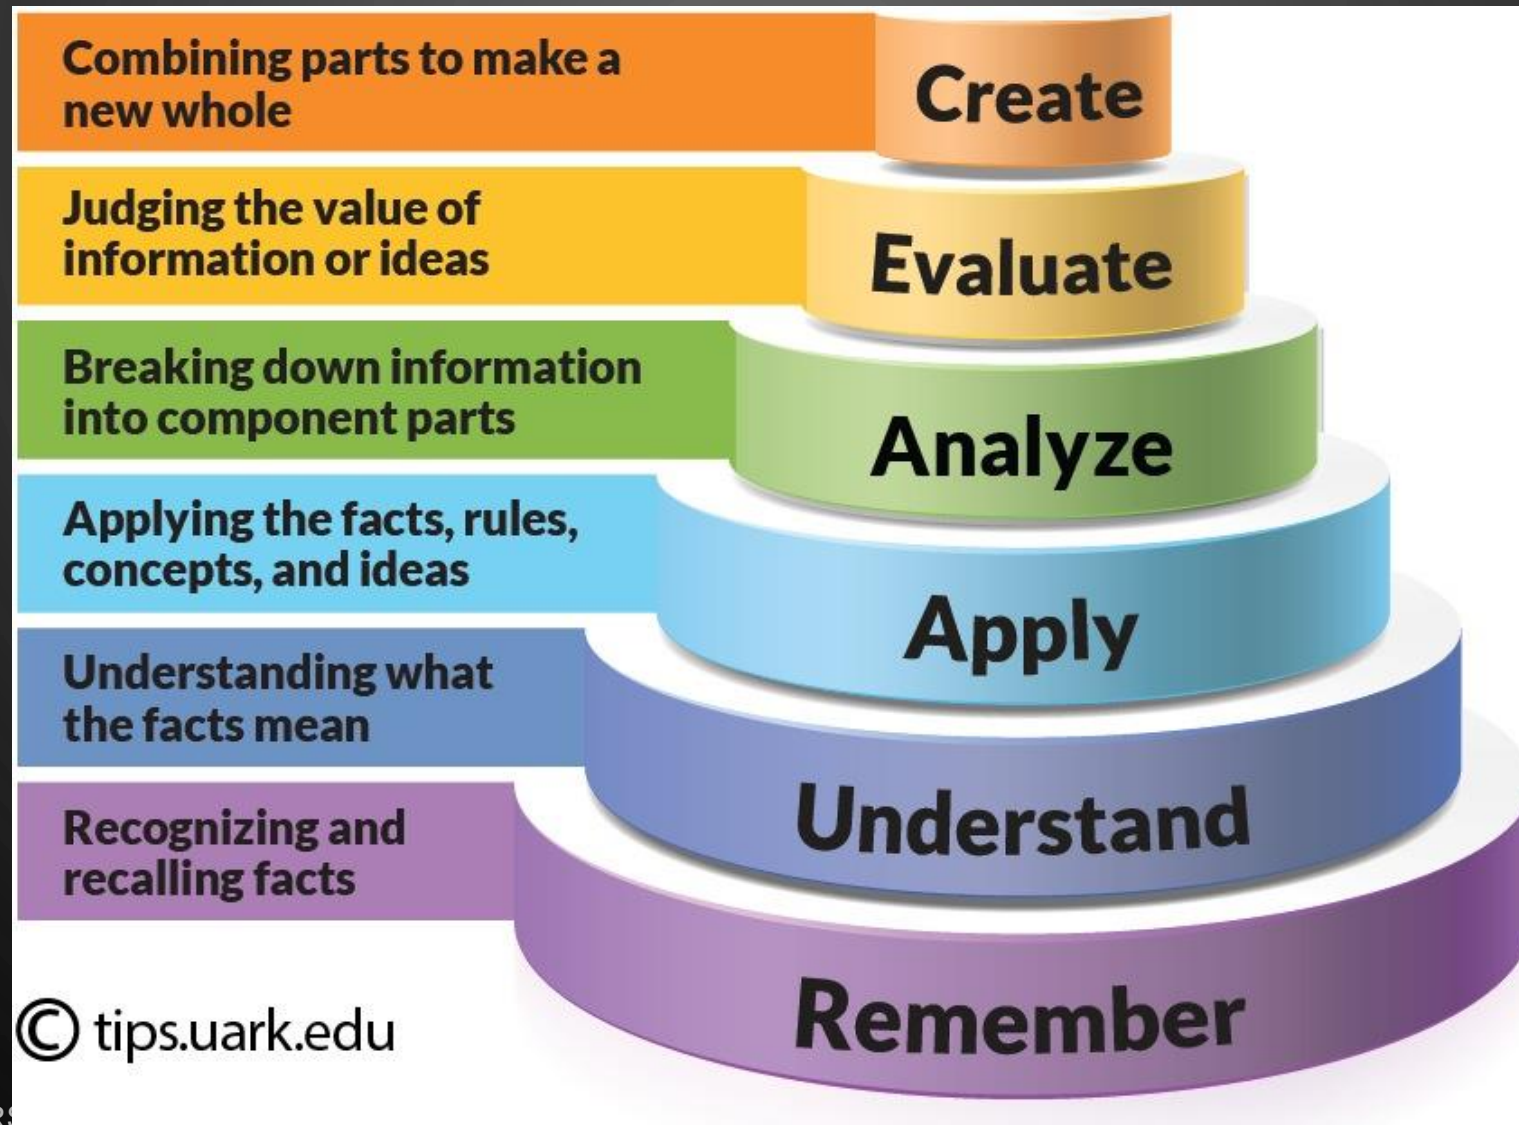 Combining parts to make a
new whole
Create
Judging the value of
information or ideas
Evaluate
Breaking down information
into component parts
Analyze
Applying the facts, rules,
concepts, and ideas
Apply
Understanding what
the facts mean
Understand
Recognizing and
recalling facts
Remember
© tips.uark.edu